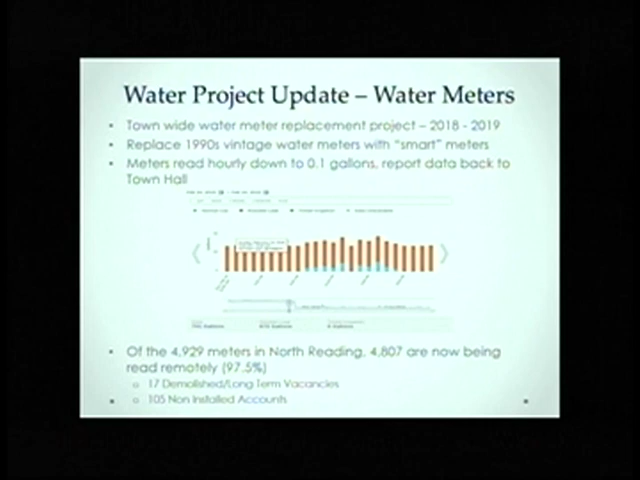 Water Project Update – Water Meters
• Town wide water meter replacement project – 2018 - 2019
• Replace 1990s vintage water meters with “smart” meters
• Meters read hourly down to 0.1 gallons, report data back to
Town Hall
• Of the 4,929 meters in North Reading, 4,807 are now being
read remotely (97.5%)
o 17 Demolished/Long Term Vacancies
o 105 Non Installed Accounts